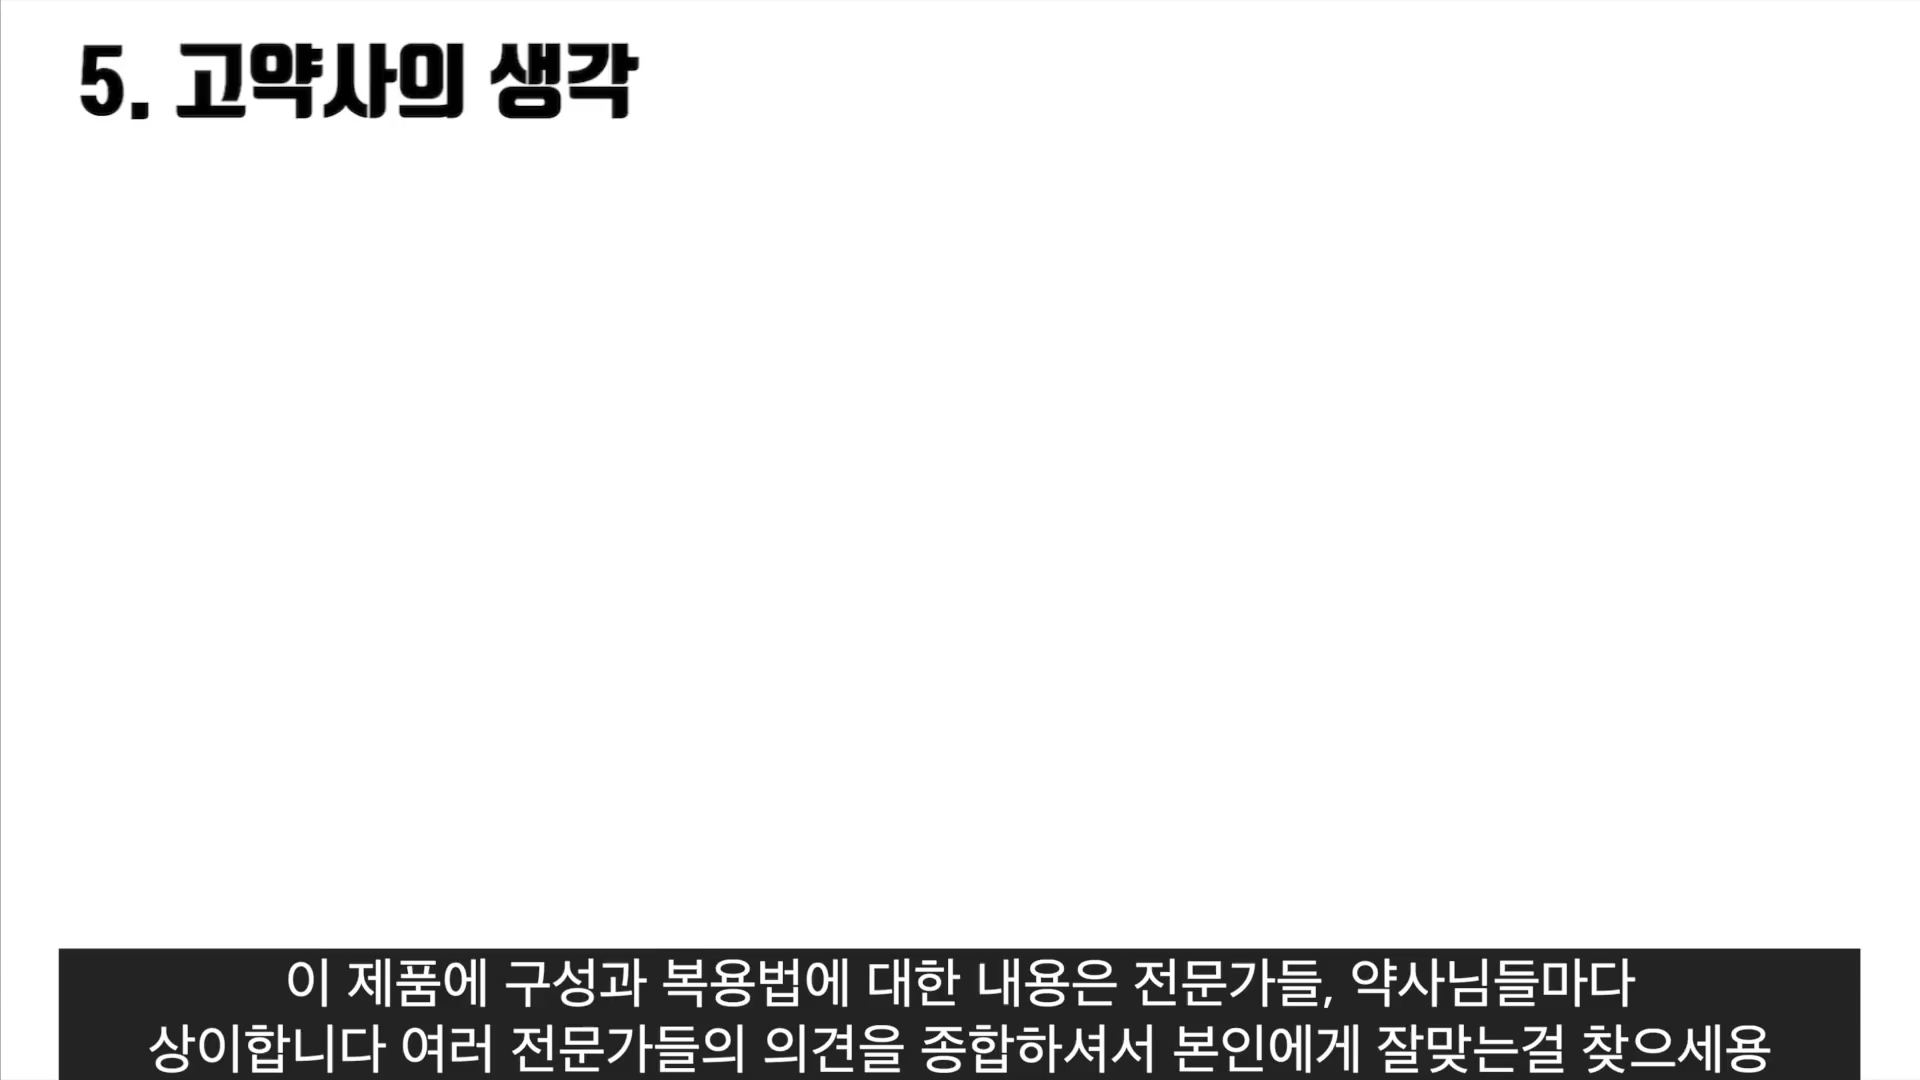 5. 고약사의 생각
이 제품에 구성과 복용법에 대한 내용은 전문가들, 약사님들마다
상이합니다 여러 전문가들의 의견을 종합하셔서 본인에게 잘맞는걸 찾으세용